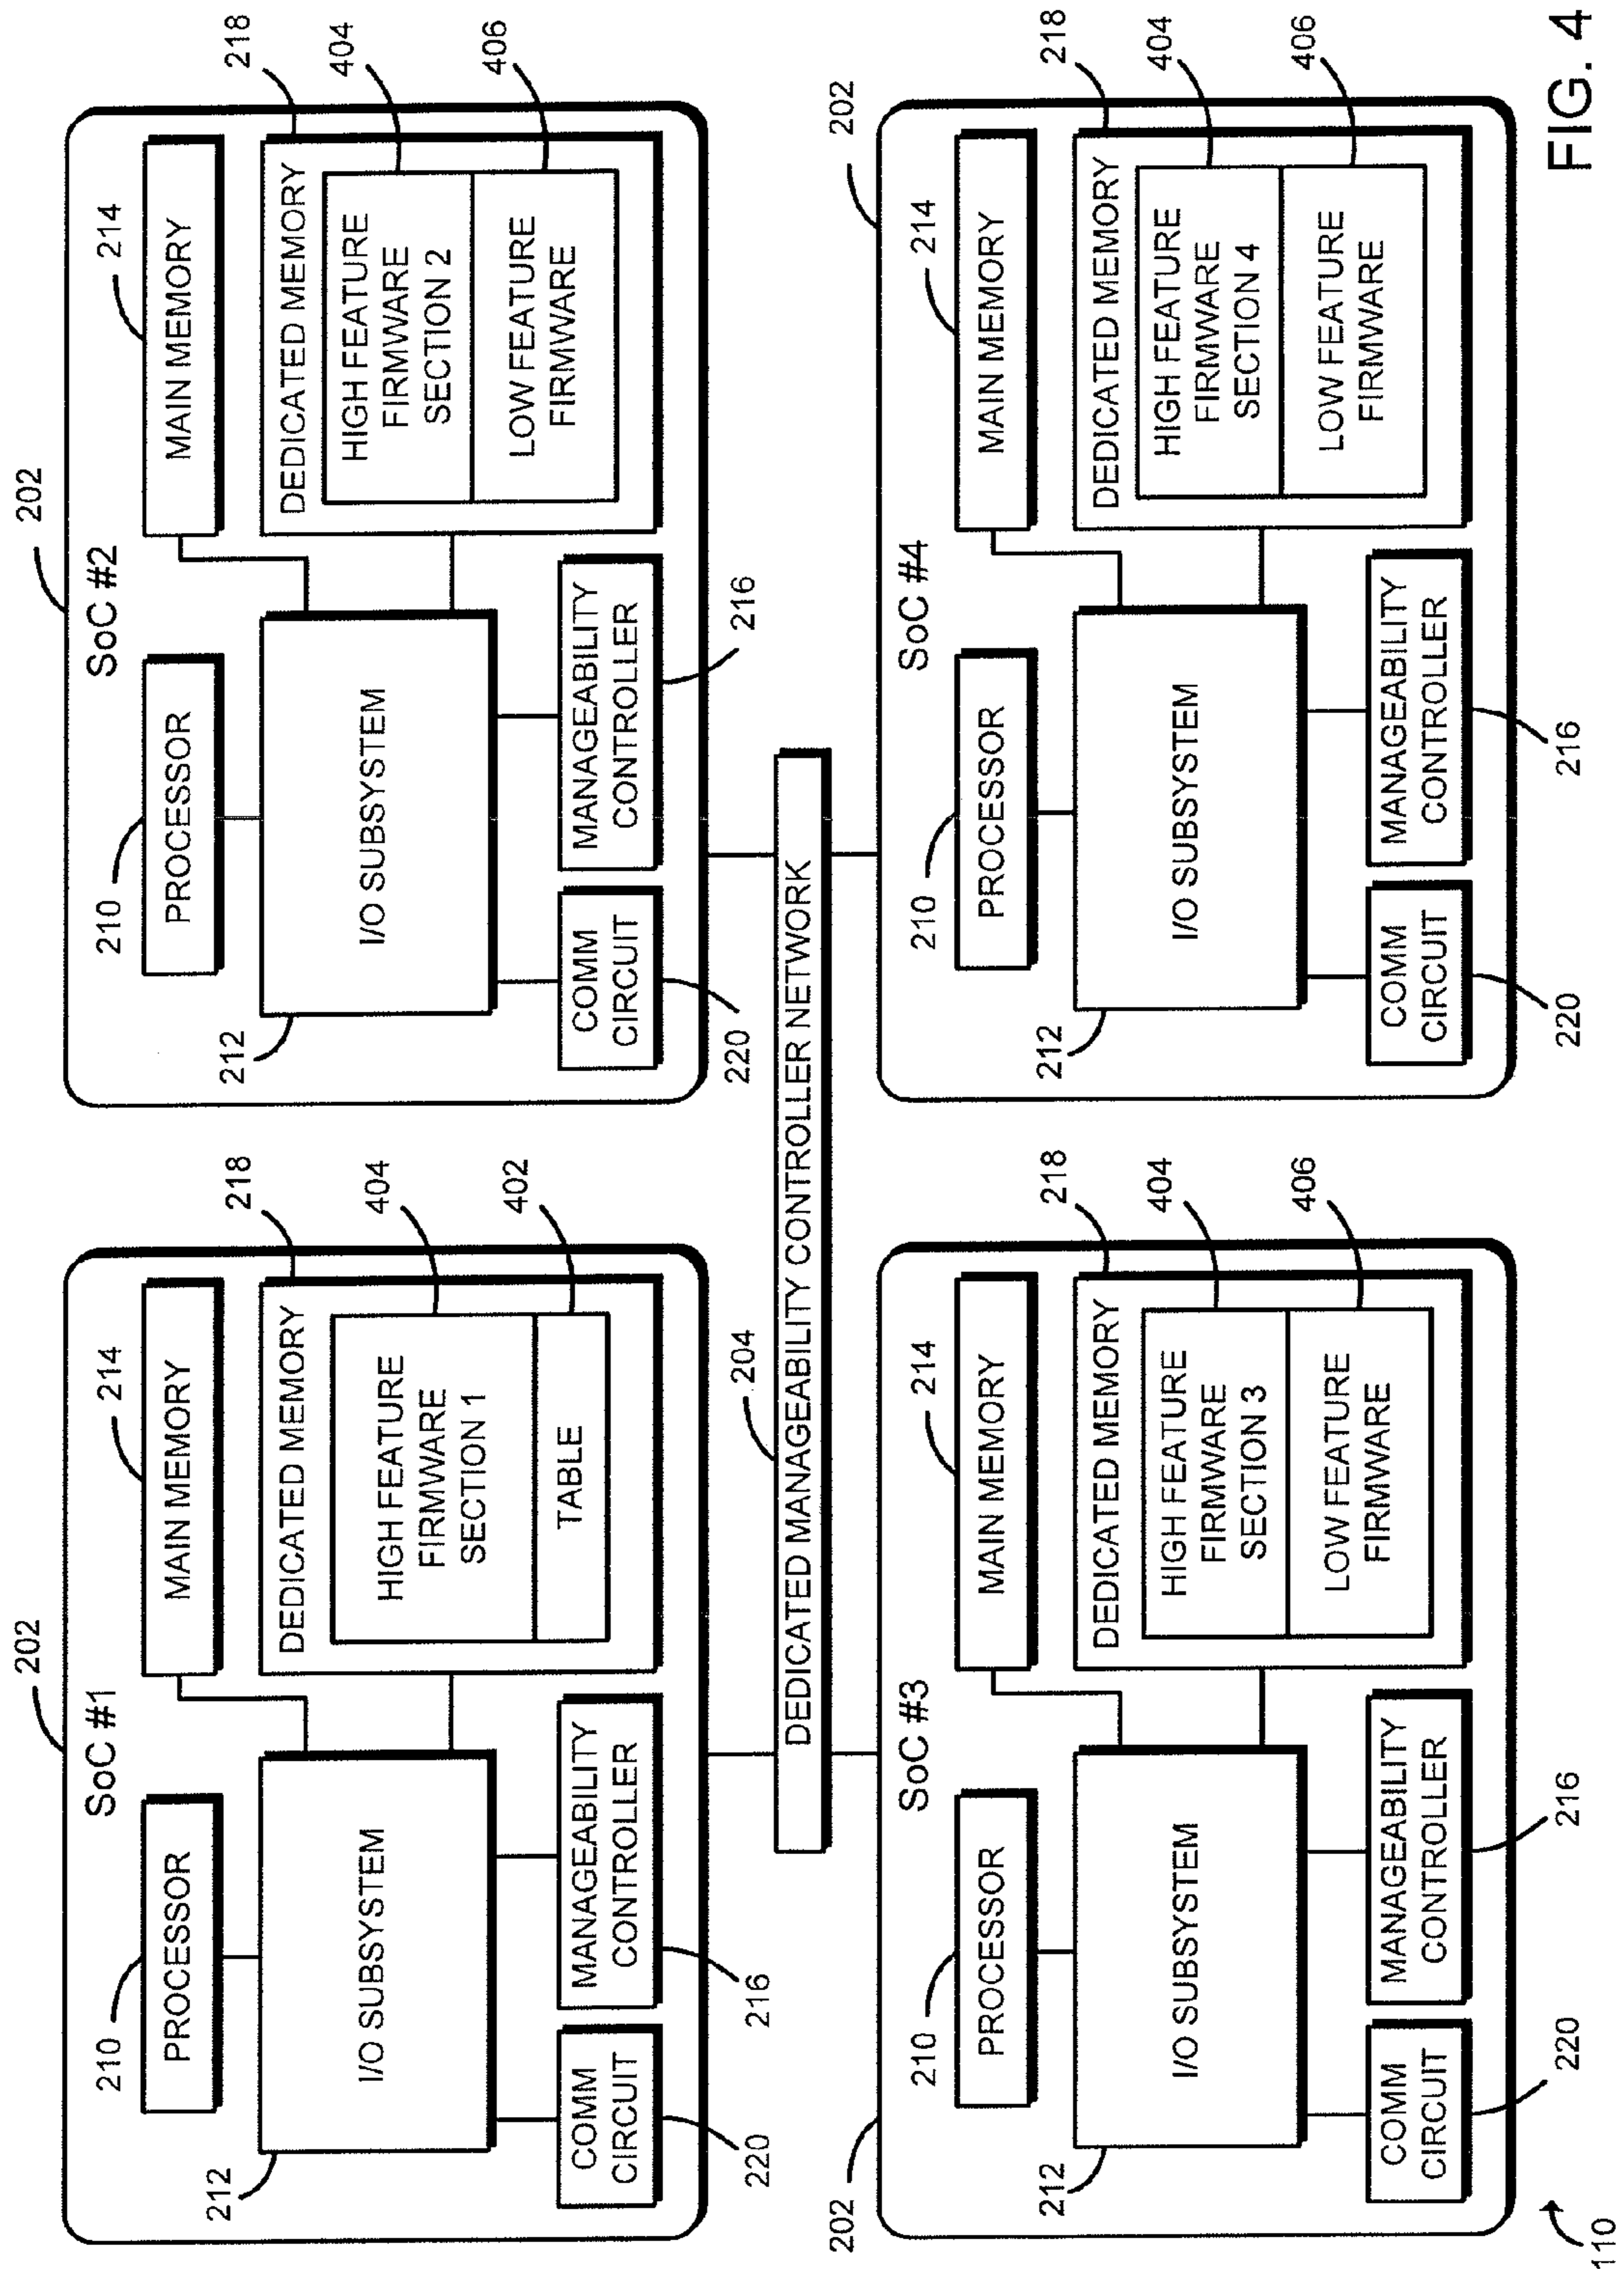 202
SoC #1
210
PROCESSOR
214
MAIN MEMORY
212
I/O SUBSYSTEM
218
DEDICATED MEMORY
HIGH FEATURE
FIRMWARE
SECTION 1
404
TABLE
402
COMM
CIRCUIT
220
MANAGEABILITY
CONTROLLER
216
202
SoC #2
210
PROCESSOR
214
MAIN MEMORY
212
I/O SUBSYSTEM
218
DEDICATED MEMORY
HIGH FEATURE
FIRMWARE
SECTION 2
404
LOW FEATURE
FIRMWARE
406
COMM
CIRCUIT
220
MANAGEABILITY
CONTROLLER
216
204
DEDICATED MANAGEABILITY CONTROLLER NETWORK
202
SoC #3
210
PROCESSOR
214
MAIN MEMORY
212
I/O SUBSYSTEM
218
DEDICATED MEMORY
HIGH FEATURE
FIRMWARE
SECTION 3
404
LOW FEATURE
FIRMWARE
406
COMM
CIRCUIT
220
MANAGEABILITY
CONTROLLER
216
202
SoC #4
210
PROCESSOR
214
MAIN MEMORY
212
I/O SUBSYSTEM
218
DEDICATED MEMORY
HIGH FEATURE
FIRMWARE
SECTION 4
404
LOW FEATURE
FIRMWARE
406
COMM
CIRCUIT
220
MANAGEABILITY
CONTROLLER
216
110
FIG. 4